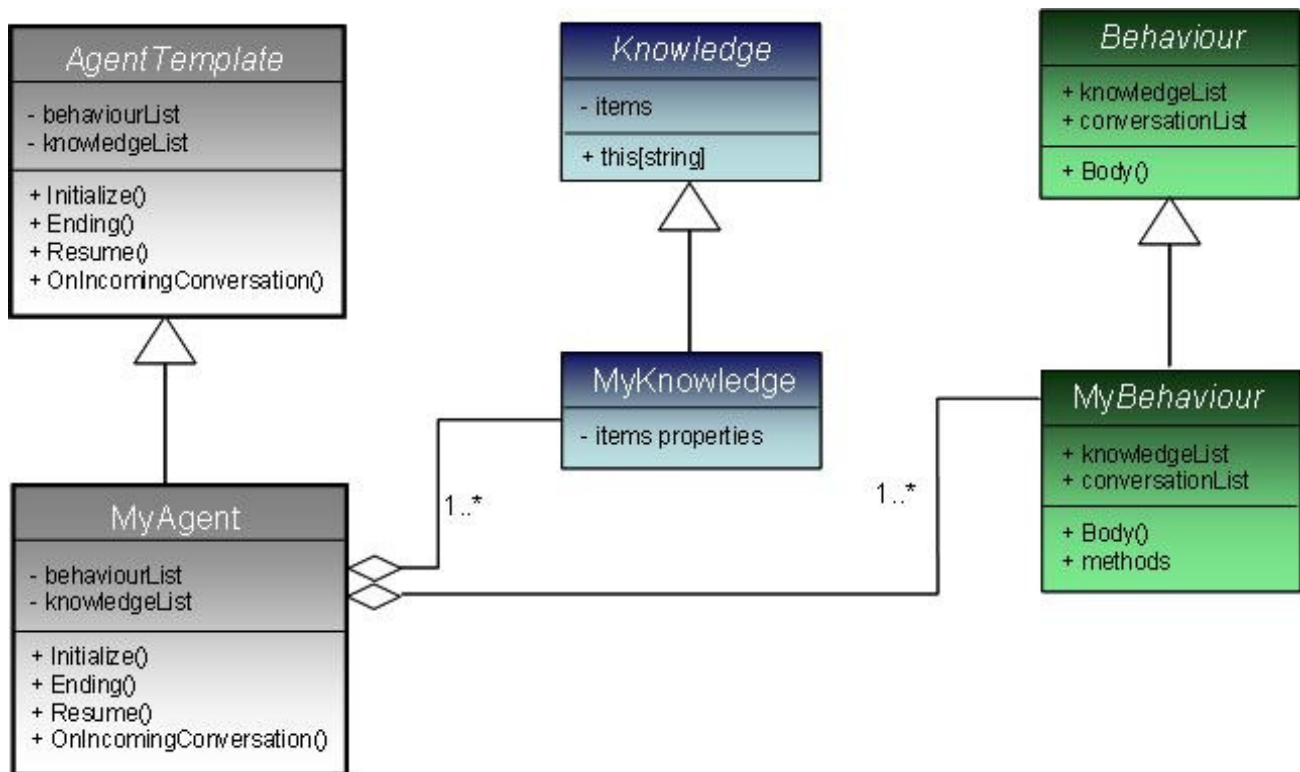 AgentTemplate
- behaviourList
- knowledgeList
+ Initialize()
+ Ending()
+ Resume()
+ OnIncomingConversation()
Knowledge
- items
+ this[string]
Behaviour
+ knowledgeList
+ conversationList
+ Body()
MyKnowledge
- items properties
MyBehaviour
+ knowledgeList
+ conversationList
+ Body()
+ methods
1..*
1..*
MyAgent
- behaviourList
- knowledgeList
+ Initialize()
+ Ending()
+ Resume()
+ OnIncomingConversation()